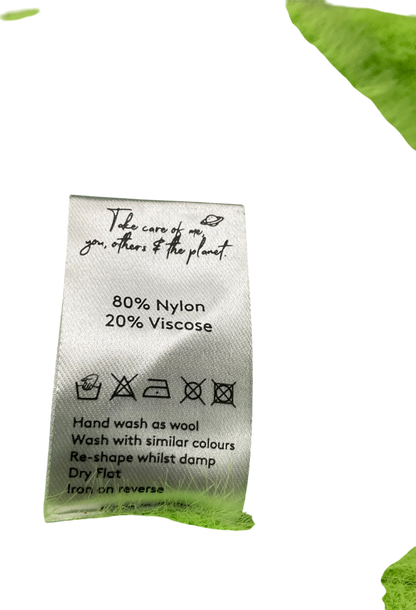 Take care of me,
you, others & the planet.
80% Nylon
20% Viscose
Hand wash as wool
Wash with similar colours
Re-shape whilst damp
Dry Flat
Iron on reverse